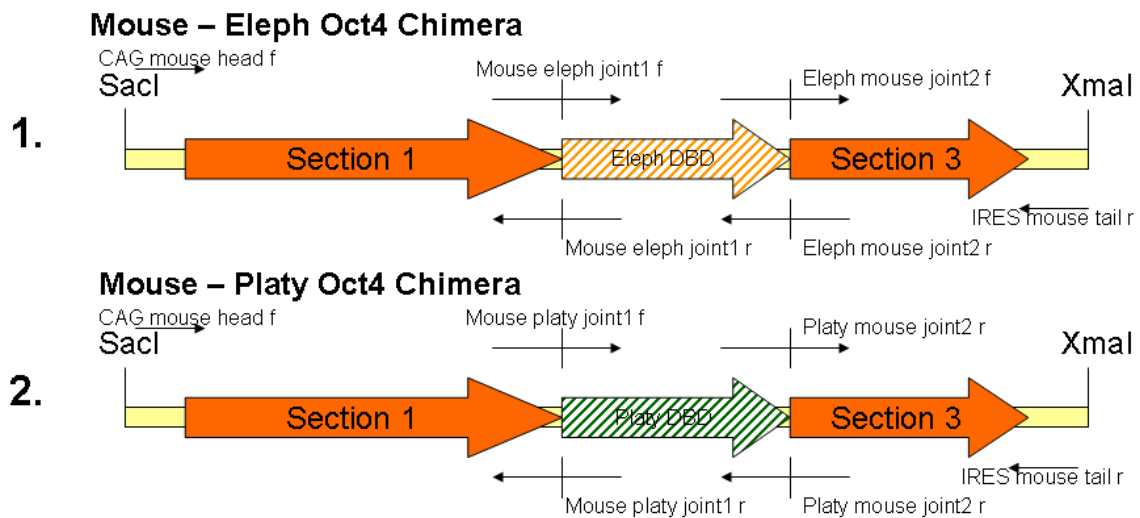 Mouse – Eleph Oct4 Chimera
CAG mouse head f
SacI
Mouse eleph joint1 f
Eleph mouse joint2 f
XmaI
1.
Section 1
Eleph DBD
Section 3
IRES mouse tail r
Mouse eleph joint1 r
Eleph mouse joint2 r
Mouse – Platy Oct4 Chimera
CAG mouse head f
SacI
Mouse platy joint1 f
Platy mouse joint2 r
XmaI
2.
Section 1
Platy DBD
Section 3
IRES mouse tail r
Mouse platy joint1 r
Platy mouse joint2 r